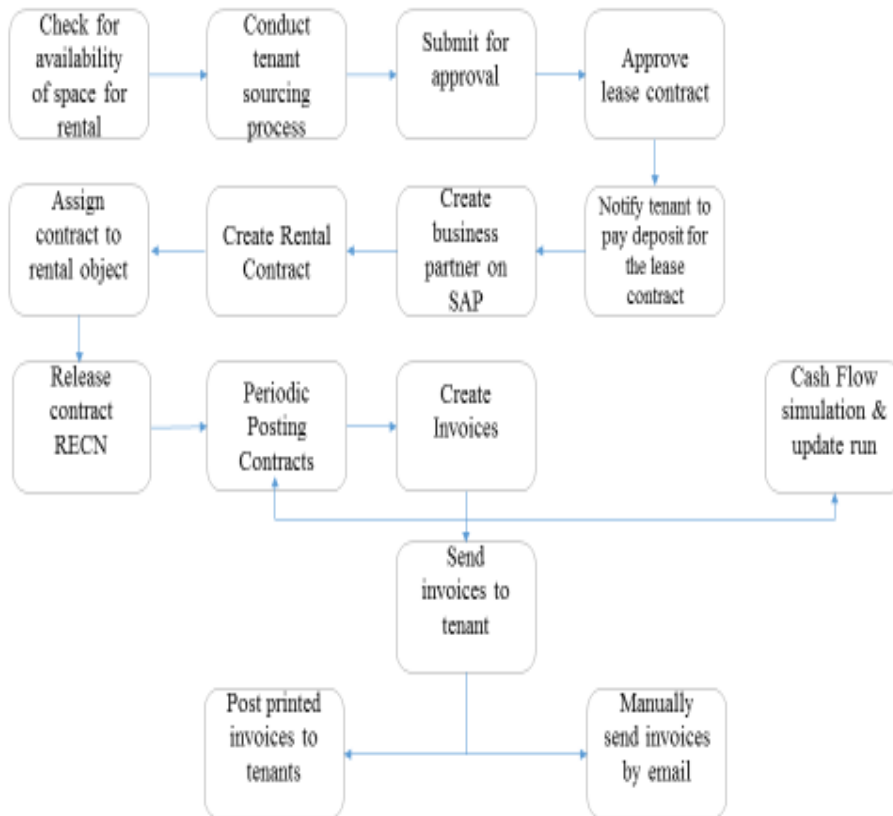 Check for
availability
of space for
rental
Conduct
tenant
sourcing
process
Submit for
approval
Approve
lease contract
Assign
contract to
rental object
Create Rental
Contract
Create
business
partner on
SAP
Notify tenant to
pay deposit for
the lease
contract
Release
contract
RECN
Periodic
Posting
Contracts
Create
Invoices
Cash Flow
simulation &
update run
Send
invoices to
tenant
Post printed
invoices to
tenants
Manually
send invoices
by email